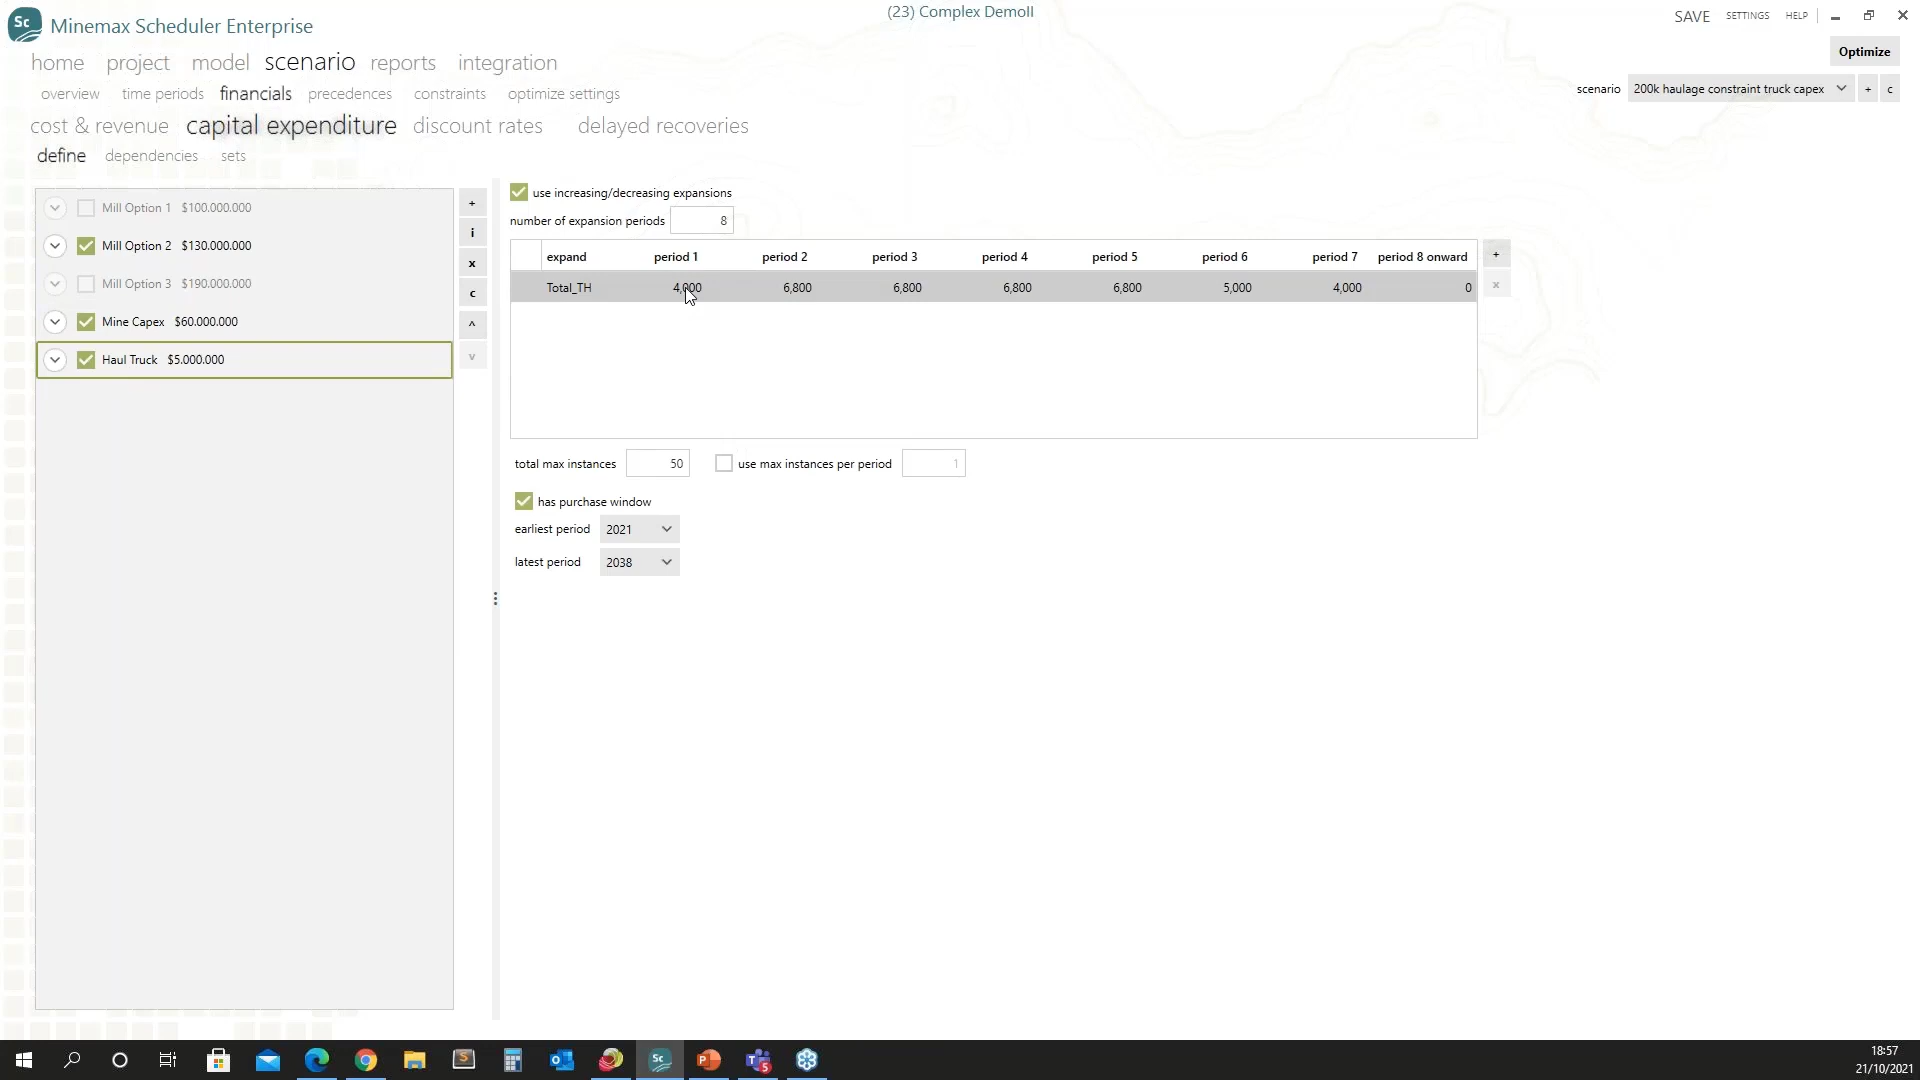 (23) Complex DemoII
SAVE SETTINGS HELP
Sc Minemax Scheduler Enterprise
Optimize
home project model scenario reports integration
scenario 200k haulage constraint truck capex + c
overview time periods financials precedences constraints optimize settings
cost & revenue capital expenditure discount rates delayed recoveries
define dependencies sets
Mill Option 1 $100.000.000
Mill Option 2 $130.000.000
Mill Option 3 $190.000.000
Mine Capex $60.000.000
Haul Truck $5.000.000
+
i
x
c
^
v
use increasing/decreasing expansions
number of expansion periods 8
expand period 1 period 2 period 3 period 4 period 5 period 6 period 7 period 8 onward +
Total_TH 4,000 6,800 6,800 6,800 6,800 5,000 4,000 0 x
total max instances 50 use max instances per period 1
has purchase window
earliest period 2021
latest period 2038
S Sc P 5
18:57
21/10/2021